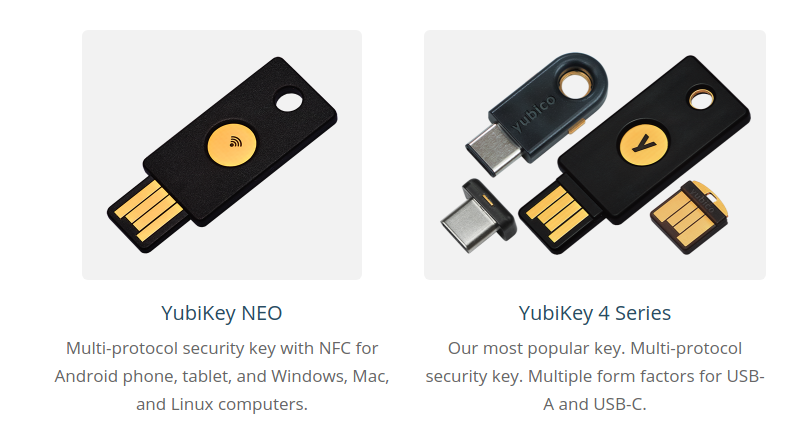 yubico
yubico
YubiKey NEO
Multi-protocol security key with NFC for
Android phone, tablet, and Windows, Mac,
and Linux computers.
YubiKey 4 Series
Our most popular key. Multi-protocol
security key. Multiple form factors for USB-
A and USB-C.